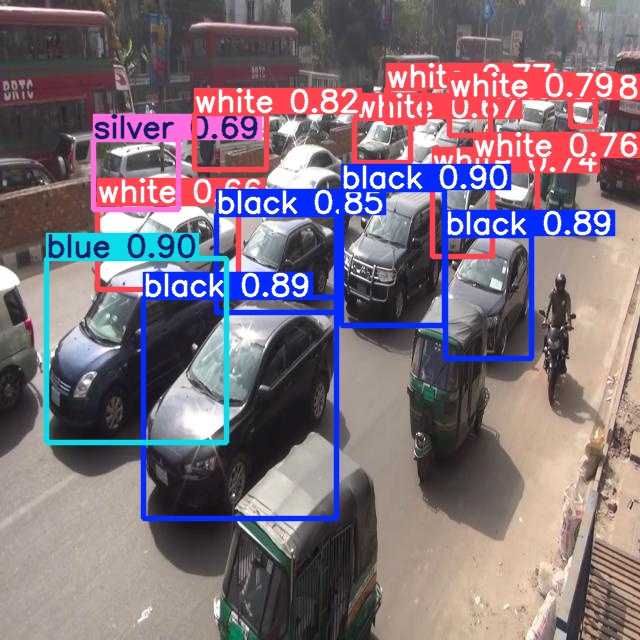 BRTC
BRTC
white 0.77
white 0.798
white 0.82
white 0.67
silver 0.69
white 0.76
white 0.74
black 0.90
white 0.66
black 0.85
black 0.89
blue 0.90
black 0.89